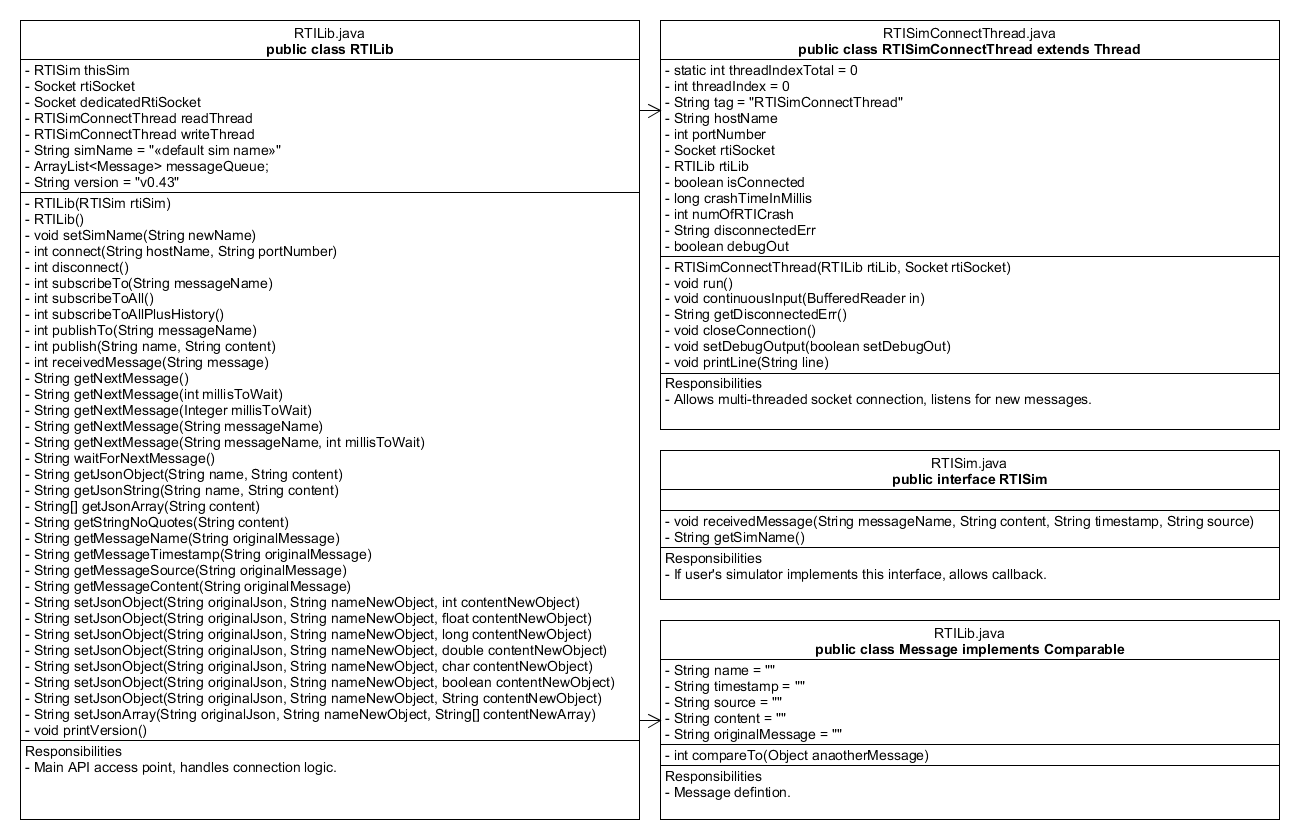 RTILib.java
public class RTILib
- RTISim thisSim
- Socket rtiSocket
- Socket dedicatedRtiSocket
- RTISimConnectThread readThread
- RTISimConnectThread writeThread
- String simName = "«default sim name»"
- ArrayList<Message> messageQueue;
- String version = "v0.43"
- RTILib(RTISim rtiSim)
- RTILib()
- void setSimName(String newName)
- int connect(String hostName, String portNumber)
- int disconnect()
- int subscribeTo(String messageName)
- int subscribeToAll()
- int subscribeToAllPlusHistory()
- int publishTo(String messageName)
- int publish(String name, String content)
- int receivedMessage(String message)
- String getNextMessage()
- String getNextMessage(int millisToWait)
- String getNextMessage(Integer millisToWait)
- String getNextMessage(String messageName)
- String getNextMessage(String messageName, int millisToWait)
- String waitForNextMessage()
- String getJsonObject(String name, String content)
- String getJsonString(String name, String content)
- String[] getJsonArray(String content)
- String getStringNoQuotes(String content)
- String getMessageName(String originalMessage)
- String getMessageTimestamp(String originalMessage)
- String getMessageSource(String originalMessage)
- String getMessageContent(String originalMessage)
- String setJsonObject(String originalJson, String nameNewObject, int contentNewObject)
- String setJsonObject(String originalJson, String nameNewObject, float contentNewObject)
- String setJsonObject(String originalJson, String nameNewObject, long contentNewObject)
- String setJsonObject(String originalJson, String nameNewObject, double contentNewObject)
- String setJsonObject(String originalJson, String nameNewObject, char contentNewObject)
- String setJsonObject(String originalJson, String nameNewObject, boolean contentNewObject)
- String setJsonObject(String originalJson, String nameNewObject, String contentNewObject)
- String setJsonArray(String originalJson, String nameNewObject, String[] contentNewArray)
- void printVersion()
Responsibilities
- Main API access point, handles connection logic.
RTISimConnectThread.java
public class RTISimConnectThread extends Thread
- static int threadIndexTotal = 0
- int threadIndex = 0
- String tag = "RTISimConnectThread"
- String hostName
- int portNumber
- Socket rtiSocket
- RTILib rtiLib
- boolean isConnected
- long crashTimeInMillis
- int numOfRTICrash
- String disconnectedErr
- boolean debugOut
- RTISimConnectThread(RTILib rtiLib, Socket rtiSocket)
- void run()
- void continuousInput(BufferedReader in)
- String getDisconnectedErr()
- void closeConnection()
- void setDebugOutput(boolean setDebugOut)
- void printLine(String line)
Responsibilities
- Allows multi-threaded socket connection, listens for new messages.
RTISim.java
public interface RTISim
- void receivedMessage(String messageName, String content, String timestamp, String source)
- String getSimName()
Responsibilities
- If user's simulator implements this interface, allows callback.
RTILib.java
public class Message implements Comparable
- String name = ""
- String timestamp = ""
- String source = ""
- String content = ""
- String originalMessage = ""
- int compareTo(Object anaotherMessage)
Responsibilities
- Message defintion.